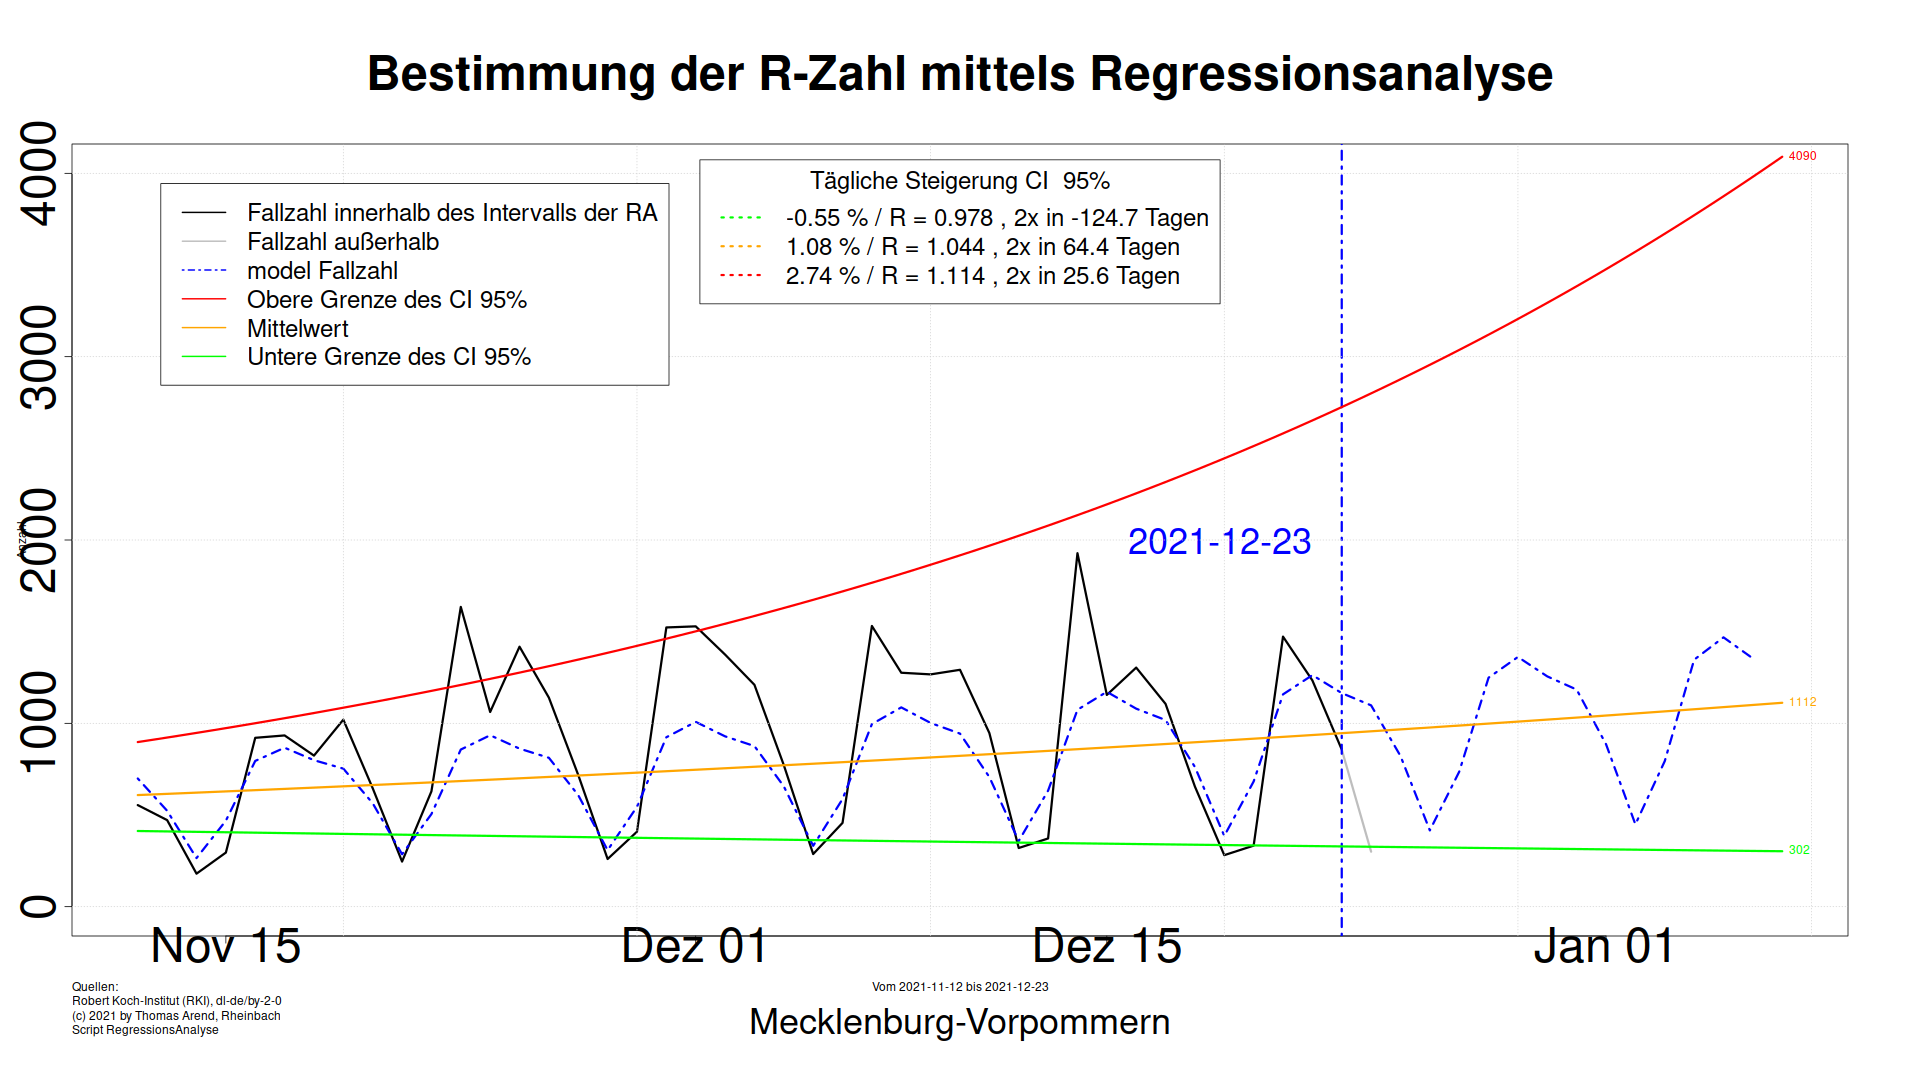 Bestimmung der R-Zahl mittels Regressionsanalyse
4000
3000
2000
1000
0
Anzahl
Fallzahl innerhalb des Intervalls der RA
Fallzahl außerhalb
model Fallzahl
Obere Grenze des CI 95%
Mittelwert
Untere Grenze des CI 95%
Tägliche Steigerung CI 95%
-0.55 % / R = 0.978 , 2x in -124.7 Tagen
1.08 % / R = 1.044 , 2x in 64.4 Tagen
2.74 % / R = 1.114 , 2x in 25.6 Tagen
4090
2021-12-23
1112
302
Nov 15
Dez 01
Dez 15
Jan 01
Quellen:
Robert Koch-Institut (RKI), dl-de/by-2-0
(c) 2021 by Thomas Arend, Rheinbach
Script RegressionsAnalyse
Vom 2021-11-12 bis 2021-12-23
Mecklenburg-Vorpommern